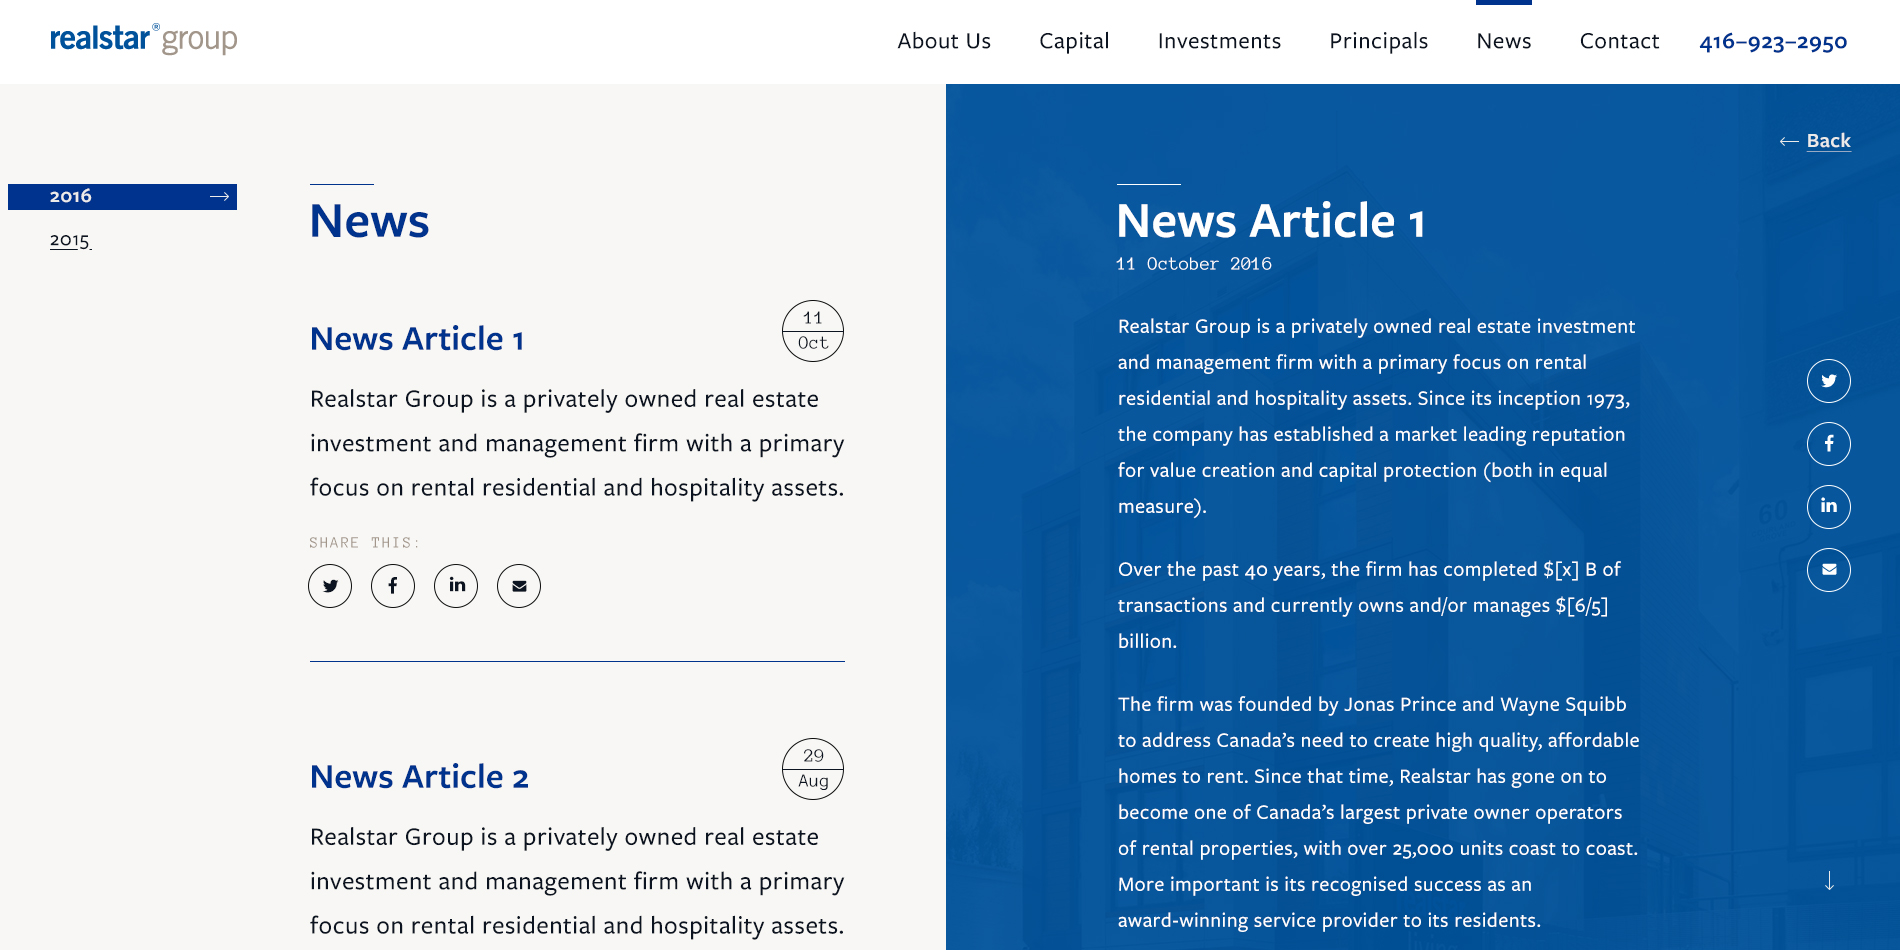 realstar® group
About Us
Capital
Investments
Principals
News
Contact
416–923–2950
2016
2015
News
News Article 1
11
Oct
Realstar Group is a privately owned real estate
investment and management firm with a primary
focus on rental residential and hospitality assets.
SHARE THIS:
News Article 2
29
Aug
Realstar Group is a privately owned real estate
investment and management firm with a primary
focus on rental residential and hospitality assets.
Back
News Article 1
11 October 2016
Realstar Group is a privately owned real estate investment
and management firm with a primary focus on rental
residential and hospitality assets. Since its inception 1973,
the company has established a market leading reputation
for value creation and capital protection (both in equal
measure).
Over the past 40 years, the firm has completed $[x] B of
transactions and currently owns and/or manages $[6/5]
billion.
The firm was founded by Jonas Prince and Wayne Squibb
to address Canada’s need to create high quality, affordable
homes to rent. Since that time, Realstar has gone on to
become one of Canada’s largest private owner operators
of rental properties, with over 25,000 units coast to coast.
More important is its recognised success as an
award-winning service provider to its residents.
60